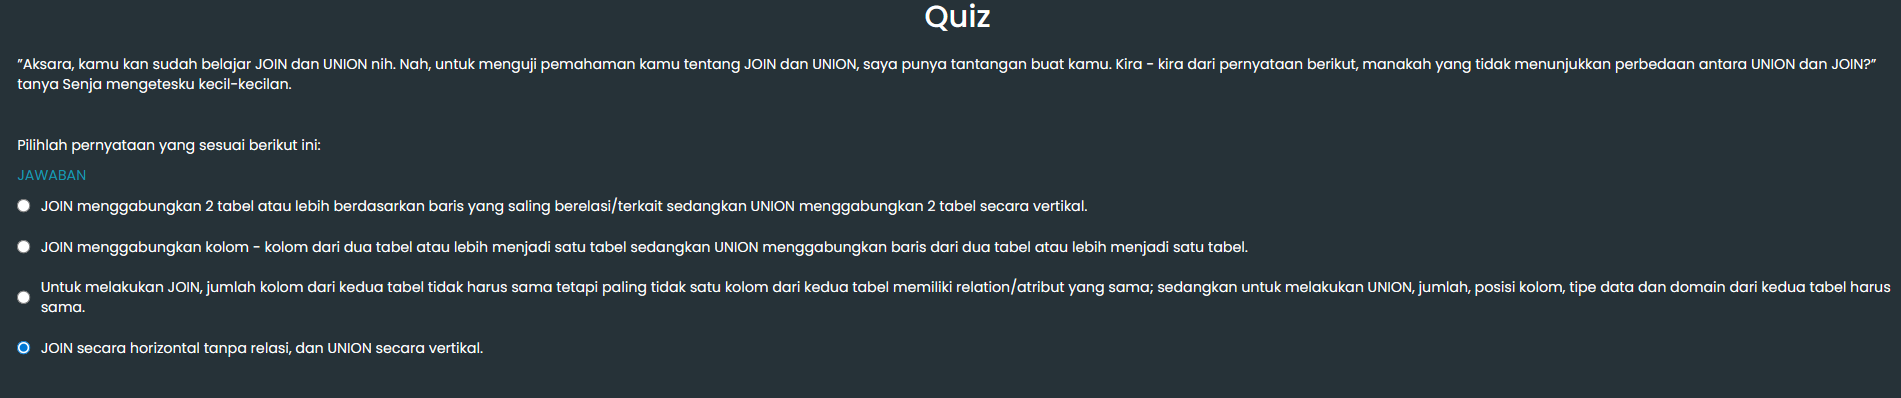 Quiz
"Aksara, kamu kan sudah belajar JOIN dan UNION nih. Nah, untuk menguji pemahaman kamu tentang JOIN dan UNION, saya punya tantangan buat kamu. Kira - kira dari pernyataan berikut, manakah yang tidak menunjukkan perbedaan antara UNION dan JOIN?"
tanya Senja mengetesku kecil-kecilan.
Pilihlah pernyataan yang sesuai berikut ini:
JAWABAN
JOIN menggabungkan 2 tabel atau lebih berdasarkan baris yang saling berelasi/terkait sedangkan UNION menggabungkan 2 tabel secara vertikal.
JOIN menggabungkan kolom - kolom dari dua tabel atau lebih menjadi satu tabel sedangkan UNION menggabungkan baris dari dua tabel atau lebih menjadi satu tabel.
Untuk melakukan JOIN, jumlah kolom dari kedua tabel tidak harus sama tetapi paling tidak satu kolom dari kedua tabel memiliki relation/atribut yang sama; sedangkan untuk melakukan UNION, jumlah, posisi kolom, tipe data dan domain dari kedua tabel harus
sama.
JOIN secara horizontal tanpa relasi, dan UNION secara vertikal.